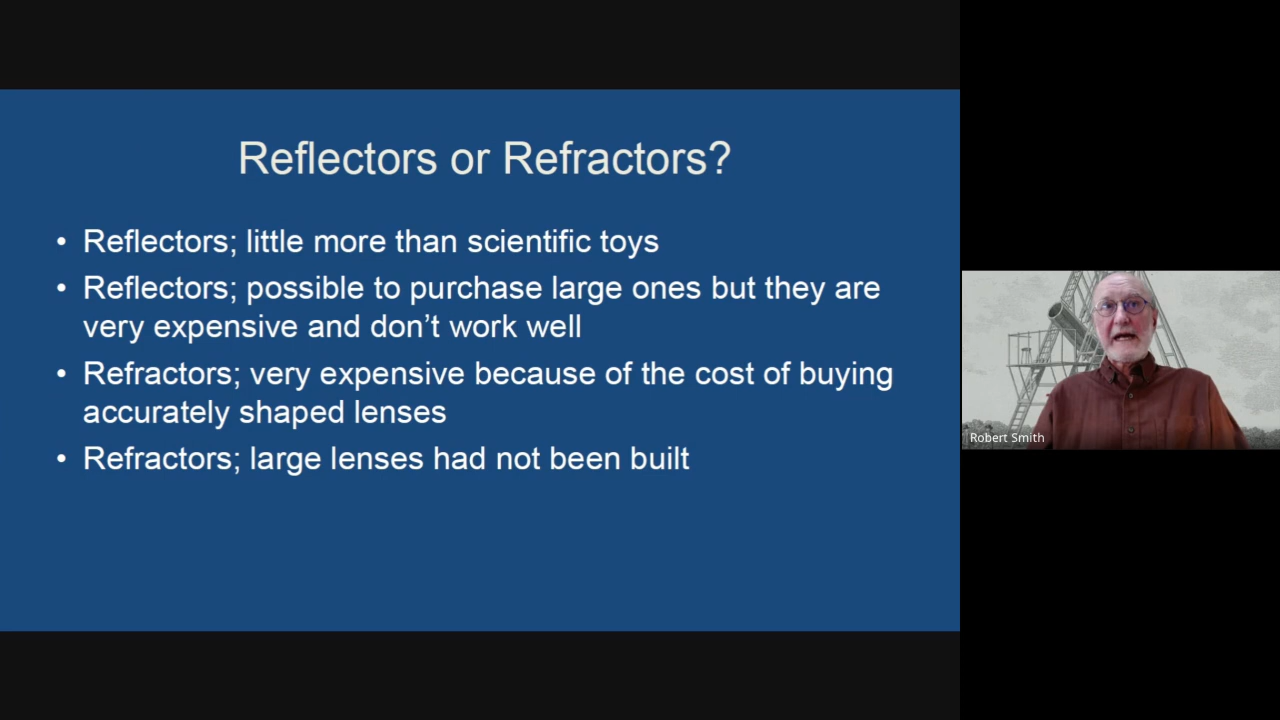 Reflectors or Refractors?
• Reflectors; little more than scientific toys
• Reflectors; possible to purchase large ones but they are
very expensive and don’t work well
• Refractors; very expensive because of the cost of buying
accurately shaped lenses
• Refractors; large lenses had not been built
Robert Smith